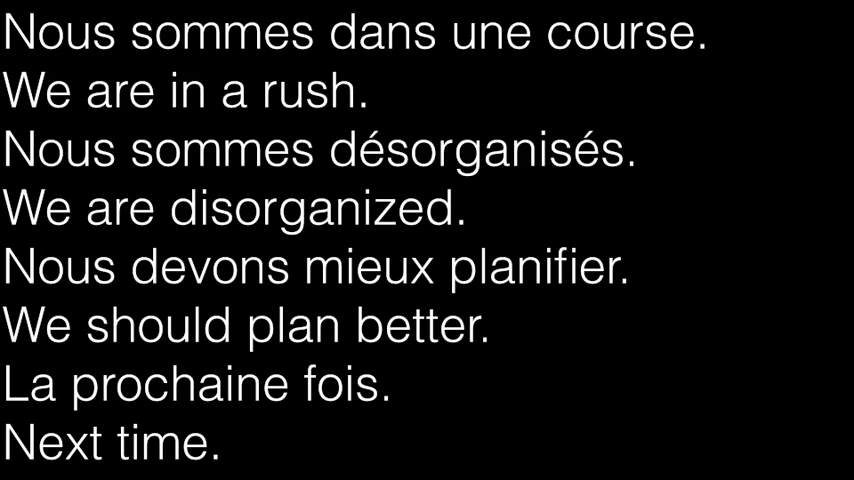 Nous sommes dans une course.
We are in a rush.
Nous sommes désorganisés.
We are disorganized.
Nous devons mieux planifier.
We should plan better.
La prochaine fois.
Next time.